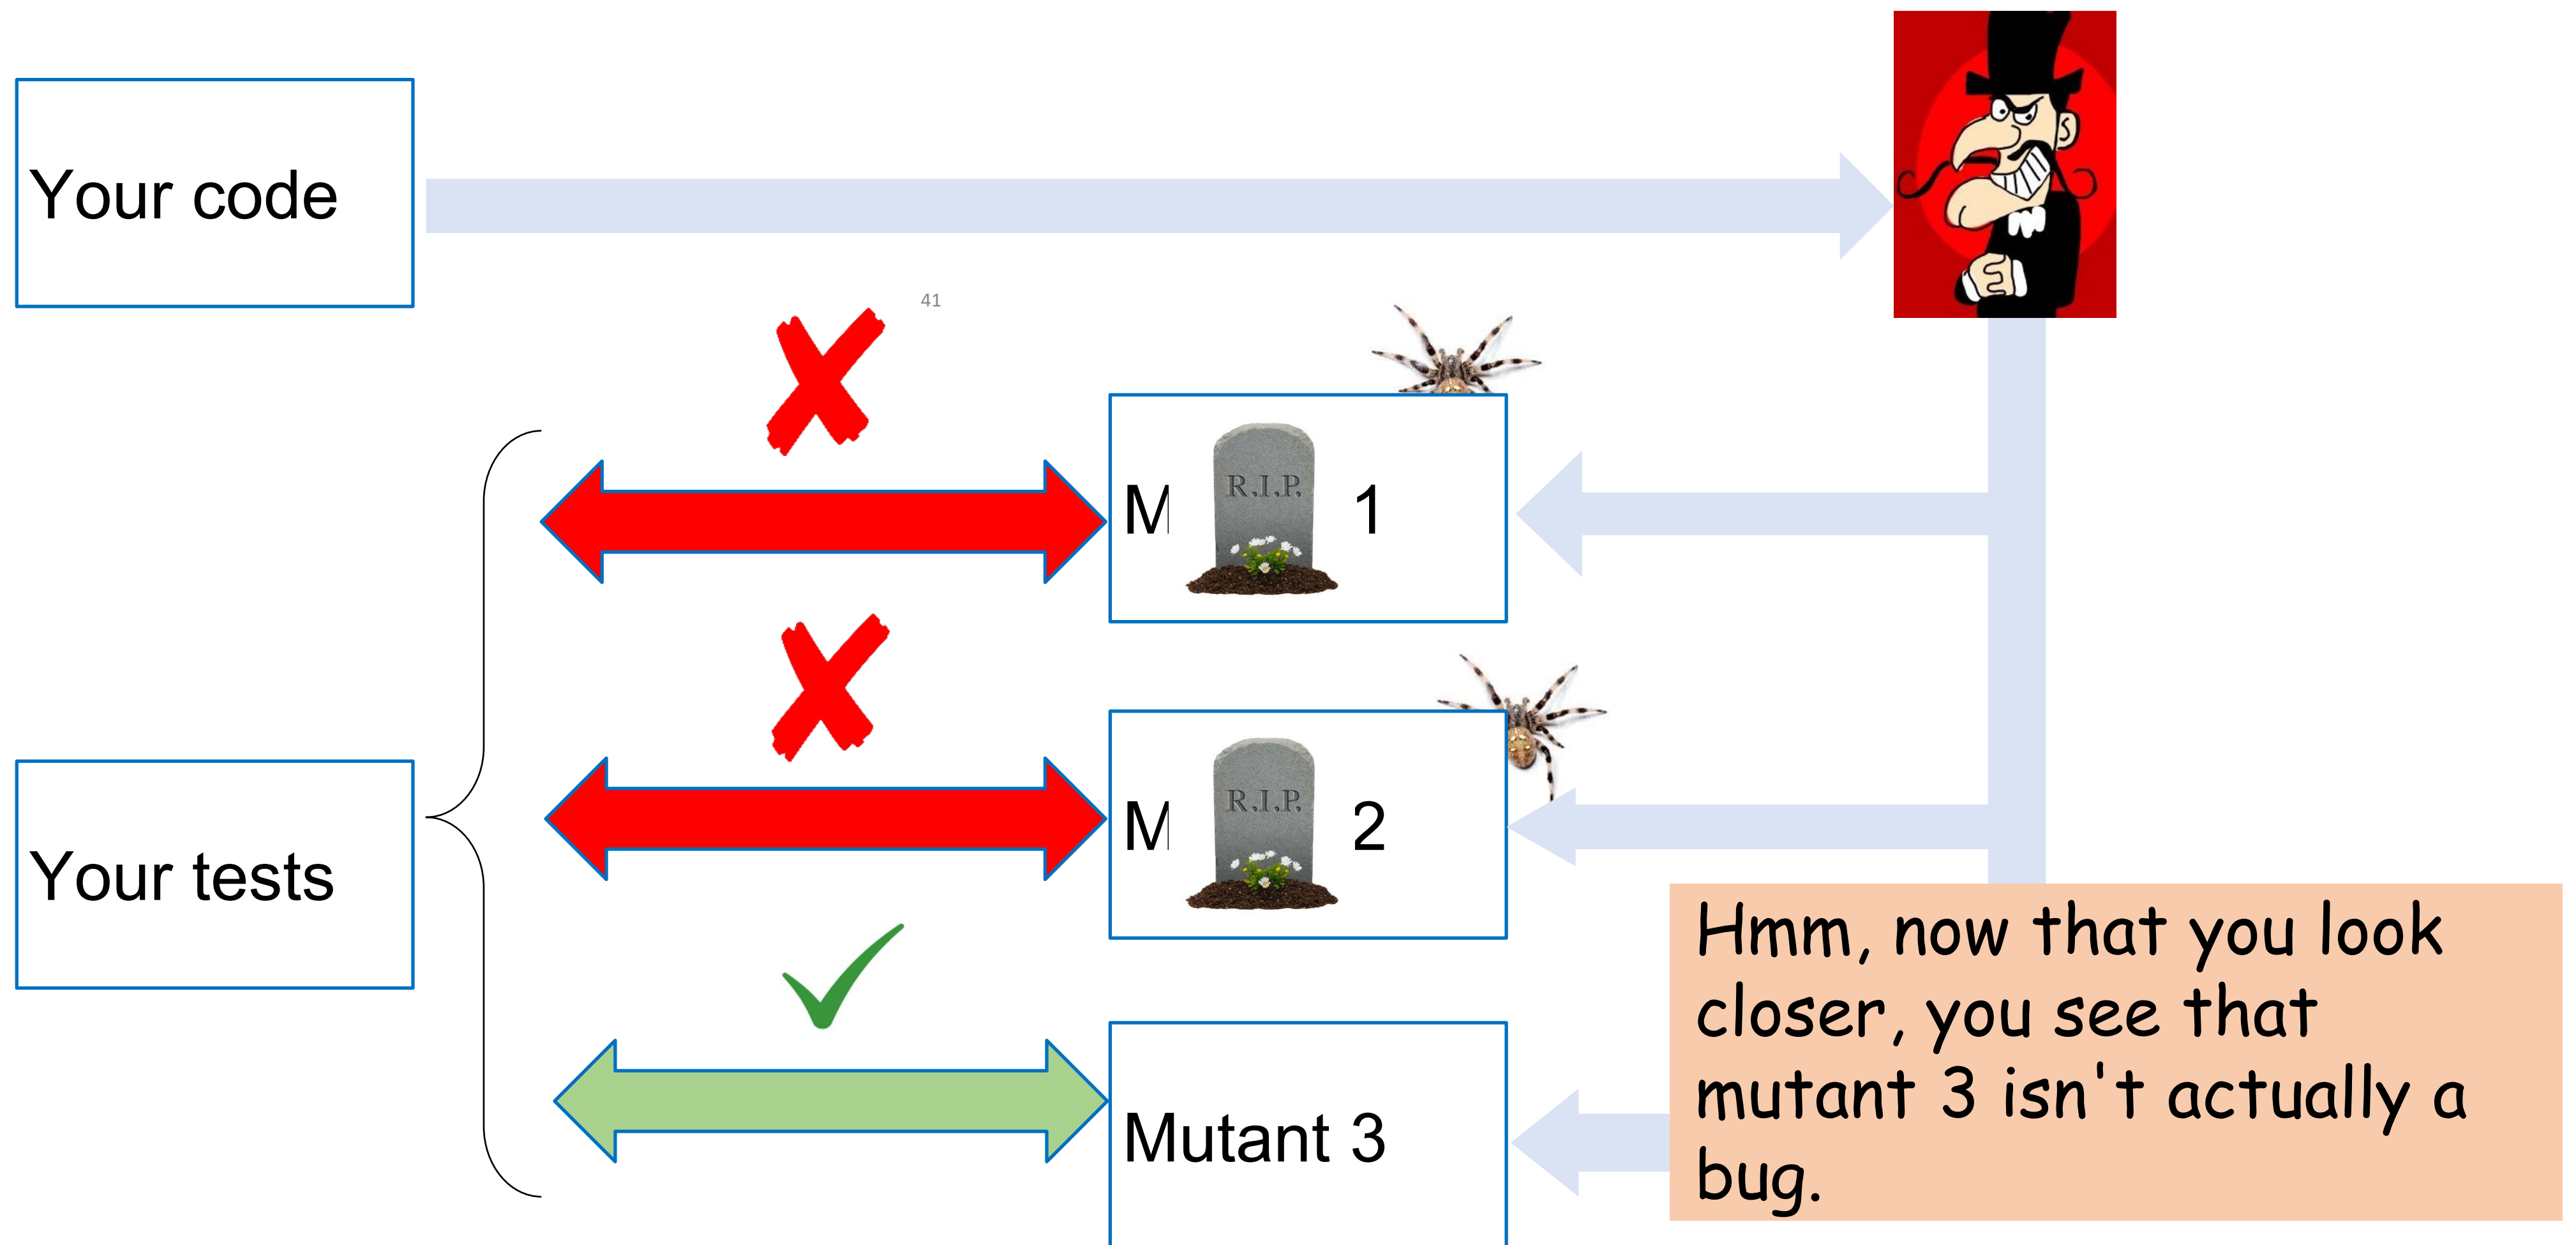 Your code
41
R.I.P.
M 1
R.I.P.
M 2
Your tests
Mutant 3
Hmm, now that you look
closer, you see that
mutant 3 isn't actually a
bug.